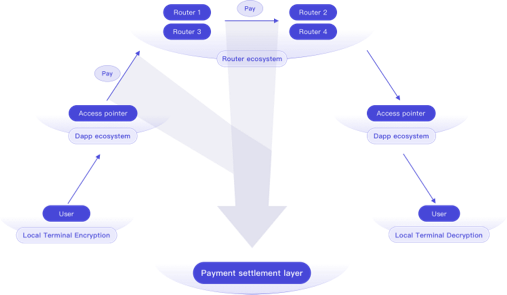 Router 1
Pay
Router 2
Router 3
Router 4
Router ecosystem
Pay
Access pointer
Dapp ecosystem
Access pointer
Dapp ecosystem
User
Local Terminal Encryption
User
Local Terminal Decryption
Payment settlement layer